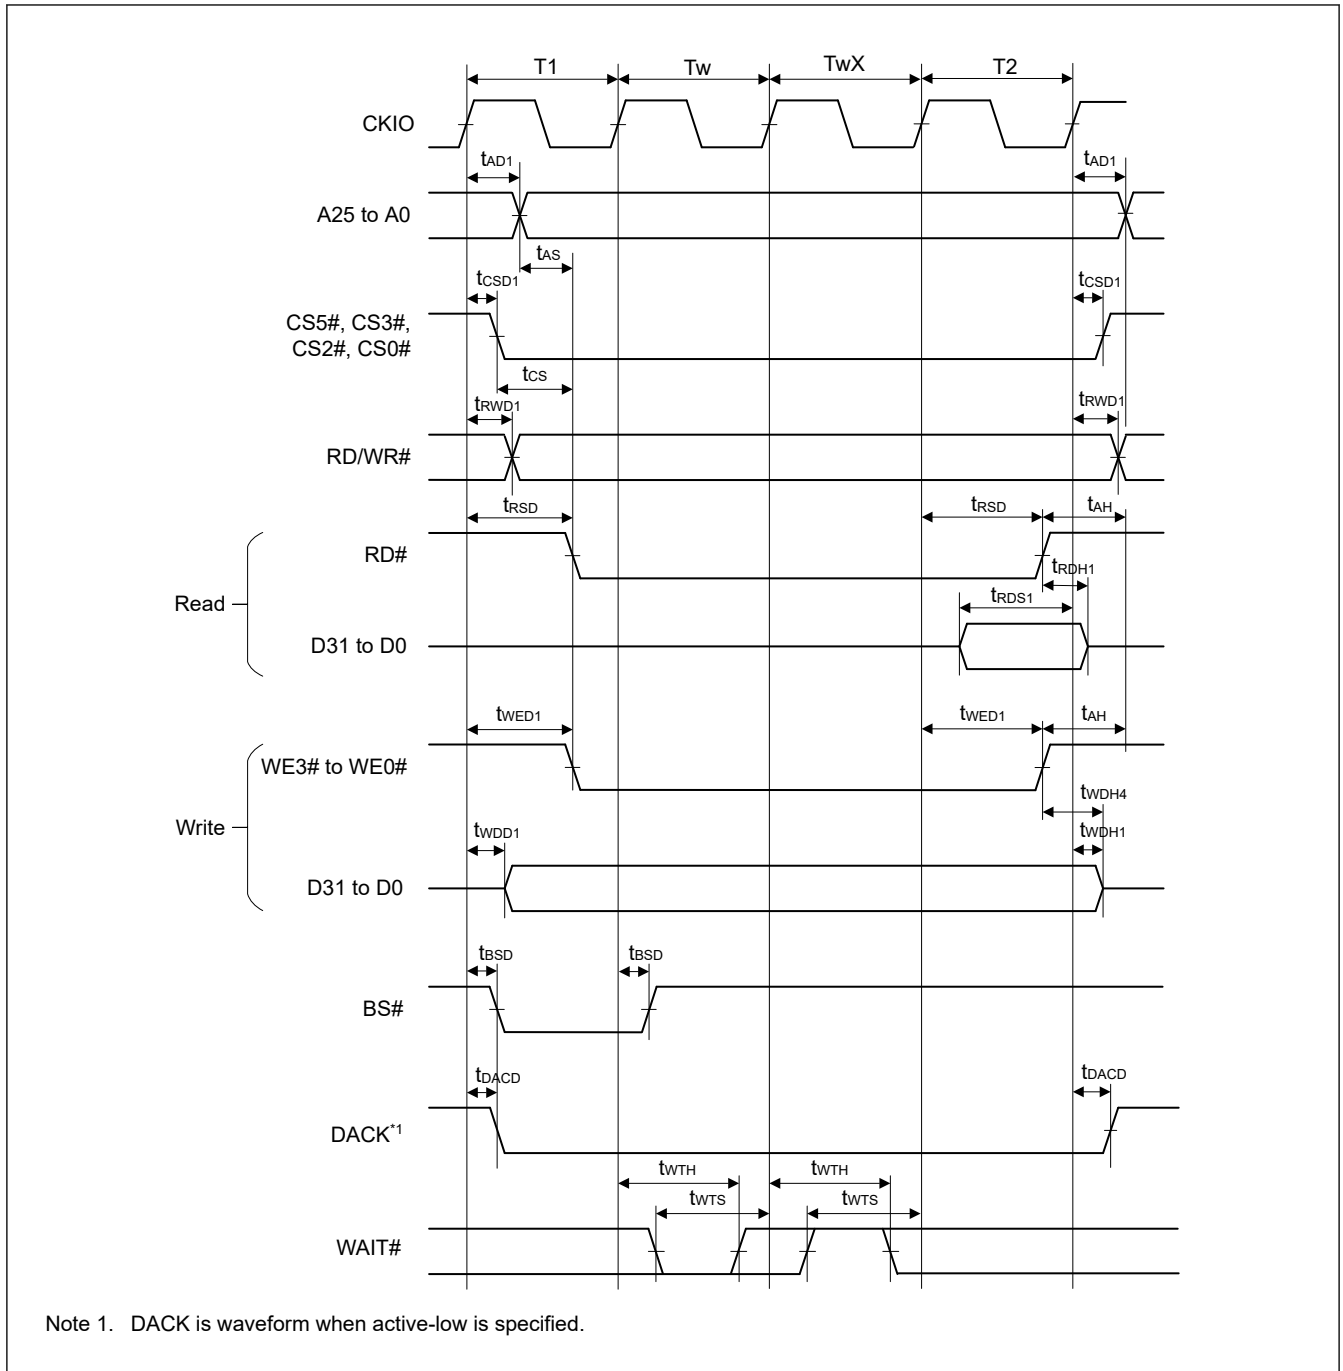 T1 Tw TwX T2
CKIO
tAD1 tAD1
A25 to A0
tAS
tCSD1 tCSD1
CS5#, CS3#,
CS2#, CS0#
tCS
tRWD1 tRWD1
RD/WR#
tRSD tRSD tAH
RD#
tRDH1
Read
tRDS1
D31 to D0
tWED1 tWED1 tAH
WE3# to WE0#
tWDH4
Write
tWDD1 tWDH1
D31 to D0
tBSD tBSD
BS#
tDACD tDACD
DACK*1
tWTH tWTH
tWTS tWTS
WAIT#
Note 1. DACK is waveform when active-low is specified.